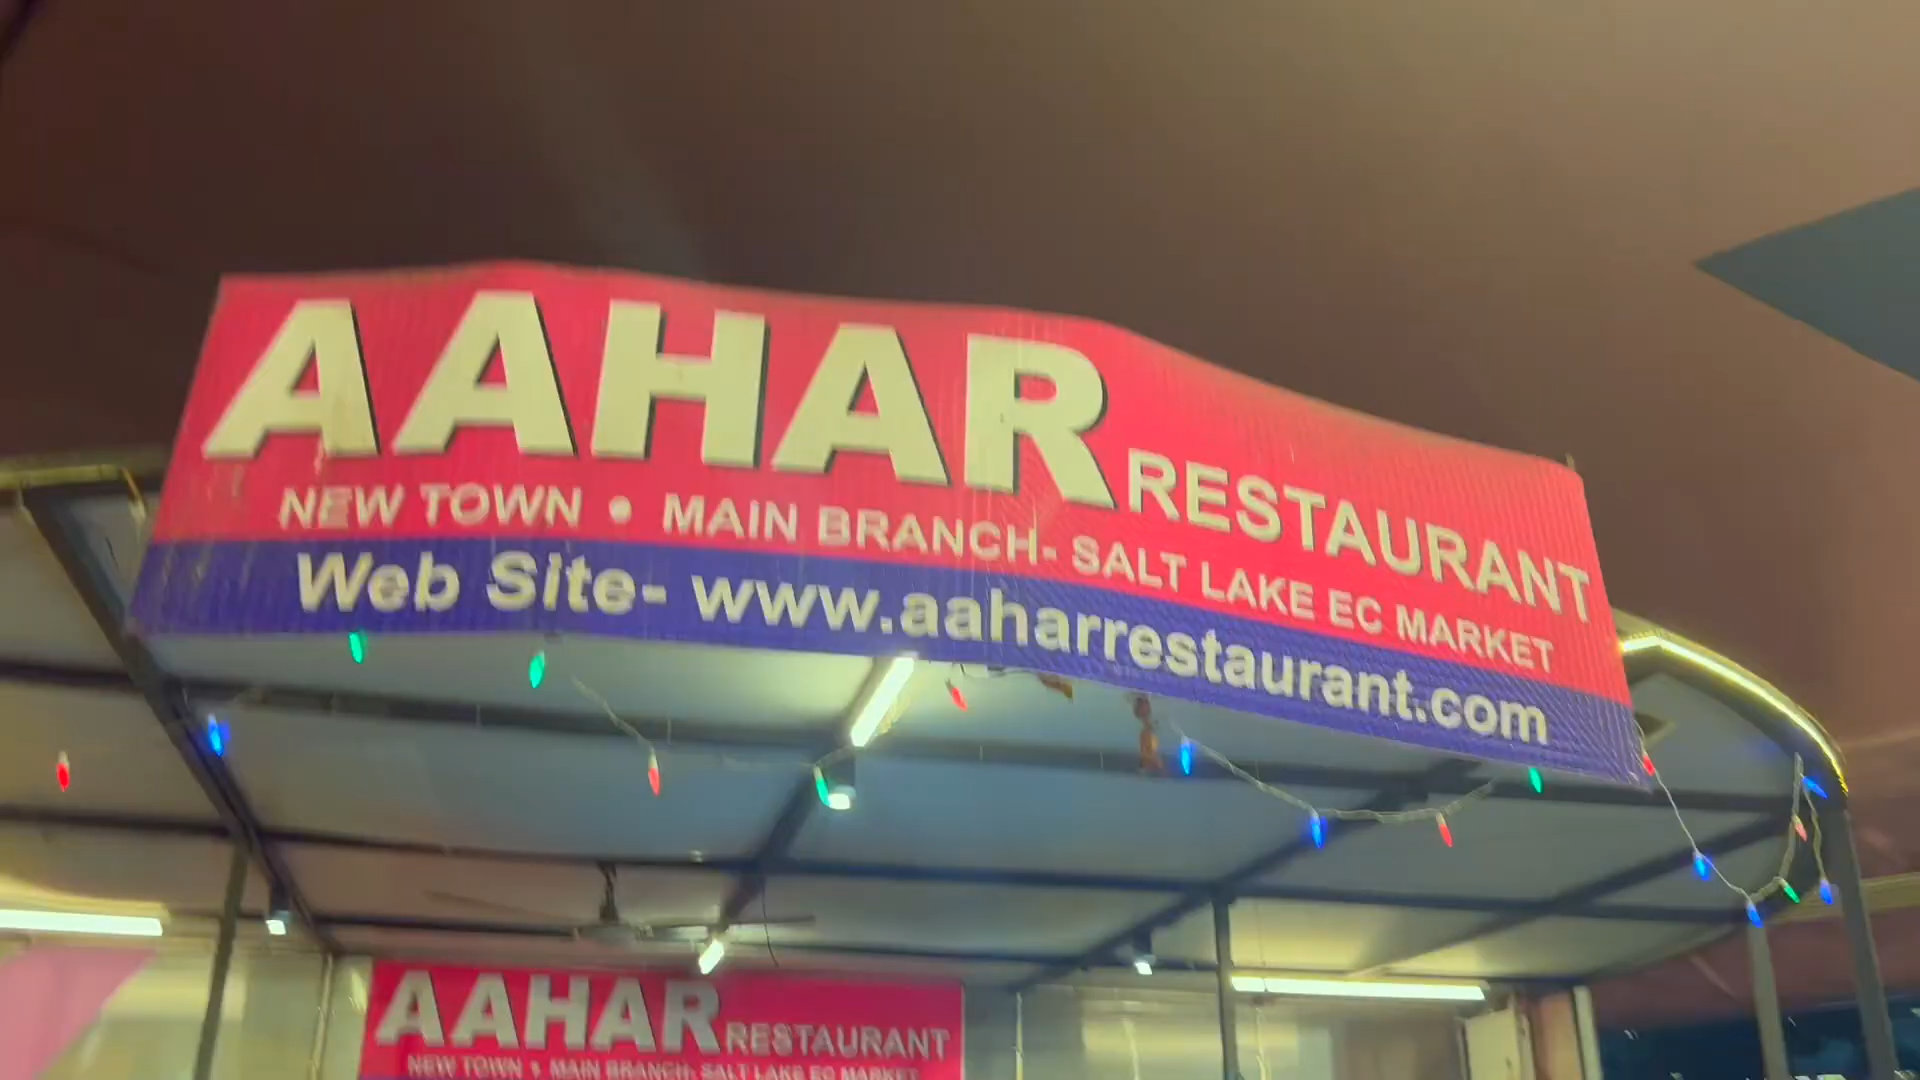 AAHAR RESTAURANT
NEW TOWN • MAIN BRANCH- SALT LAKE EC MARKET
Web Site- www.aaharrestaurant.com
AAHAR RESTAURANT
NEW TOWN • MAIN BRANCH- SALT LAKE EC MARKET